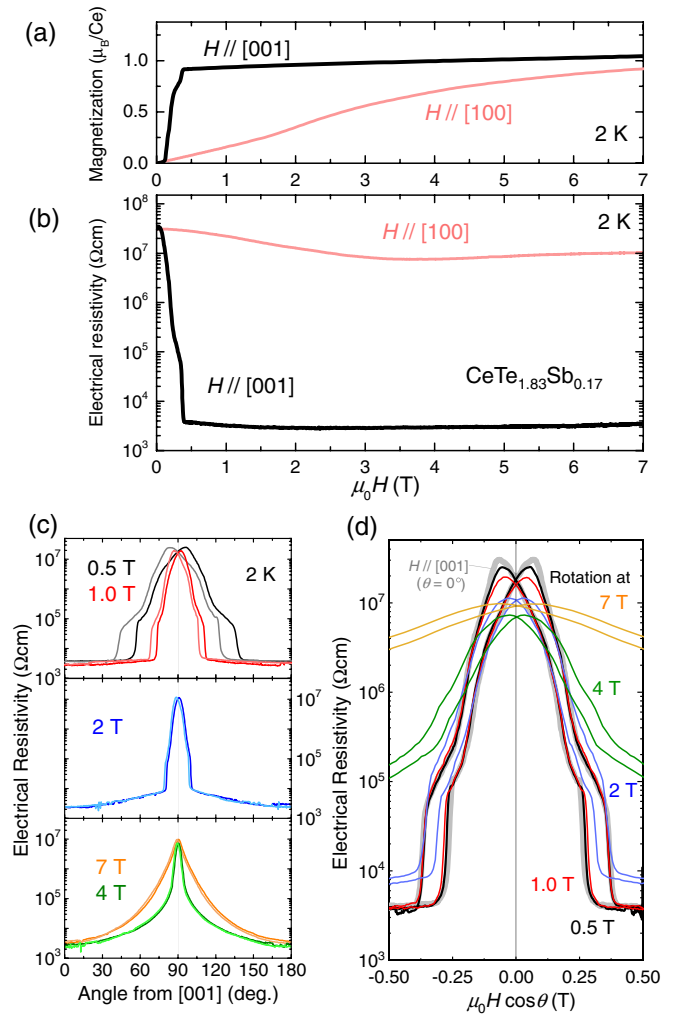 (a)
Magnetization (μB/Ce)
1.0
0.5
0.0
H // [001]
H // [100]
2 K
0 1 2 3 4 5 6 7
(b)
Electrical resistivity (Ωcm)
10^8
10^7
10^6
10^5
10^4
10^3
H // [100]
2 K
H // [001]
CeTe1.83Sb0.17
0 1 2 3 4 5 6 7
μ0H (T)
(c)
Electrical Resistivity (Ωcm)
10^7
10^5
10^3
0.5 T
1.0 T
2 K
2 T
10^7
10^5
10^3
10^7
10^5
10^3
7 T
4 T
0 45 90 135 180
Angle from [001] (deg.)
(d)
Electrical Resistivity (Ωcm)
10^7
10^6
10^5
10^4
10^3
H // [001]
(θ = 0°)
Rotation at
7 T
4 T
2 T
1.0 T
0.5 T
-0.50 -0.25 0.00 0.25 0.50
μ0H cosθ (T)